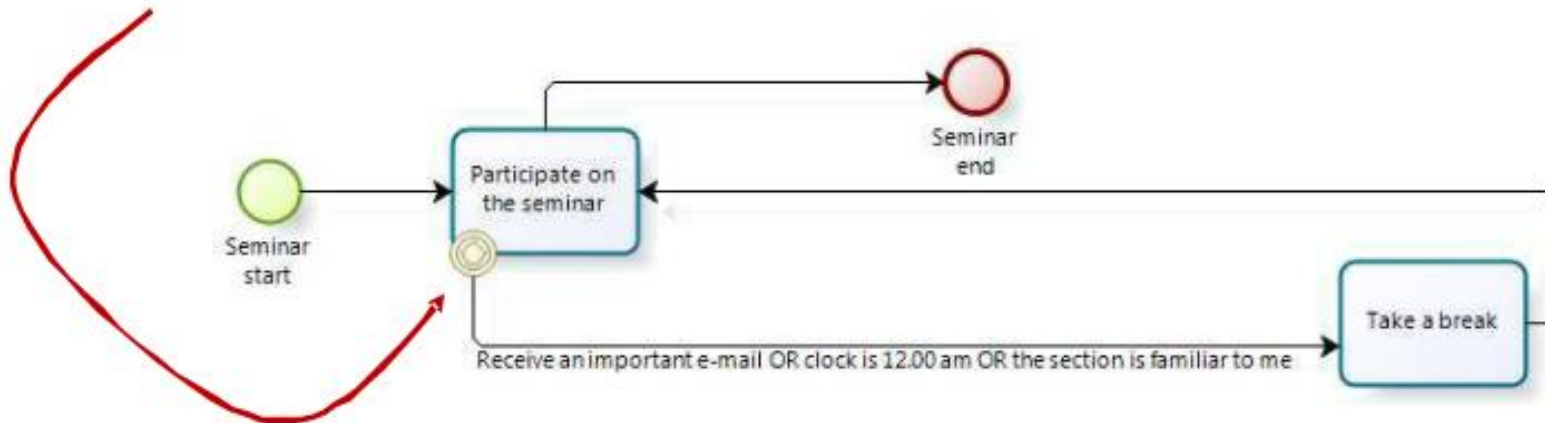 Seminar
end
Participate on
the seminar
Seminar
start
Take a break
Receive an important e-mail OR clock is 12.00 am OR the section is familiar to me